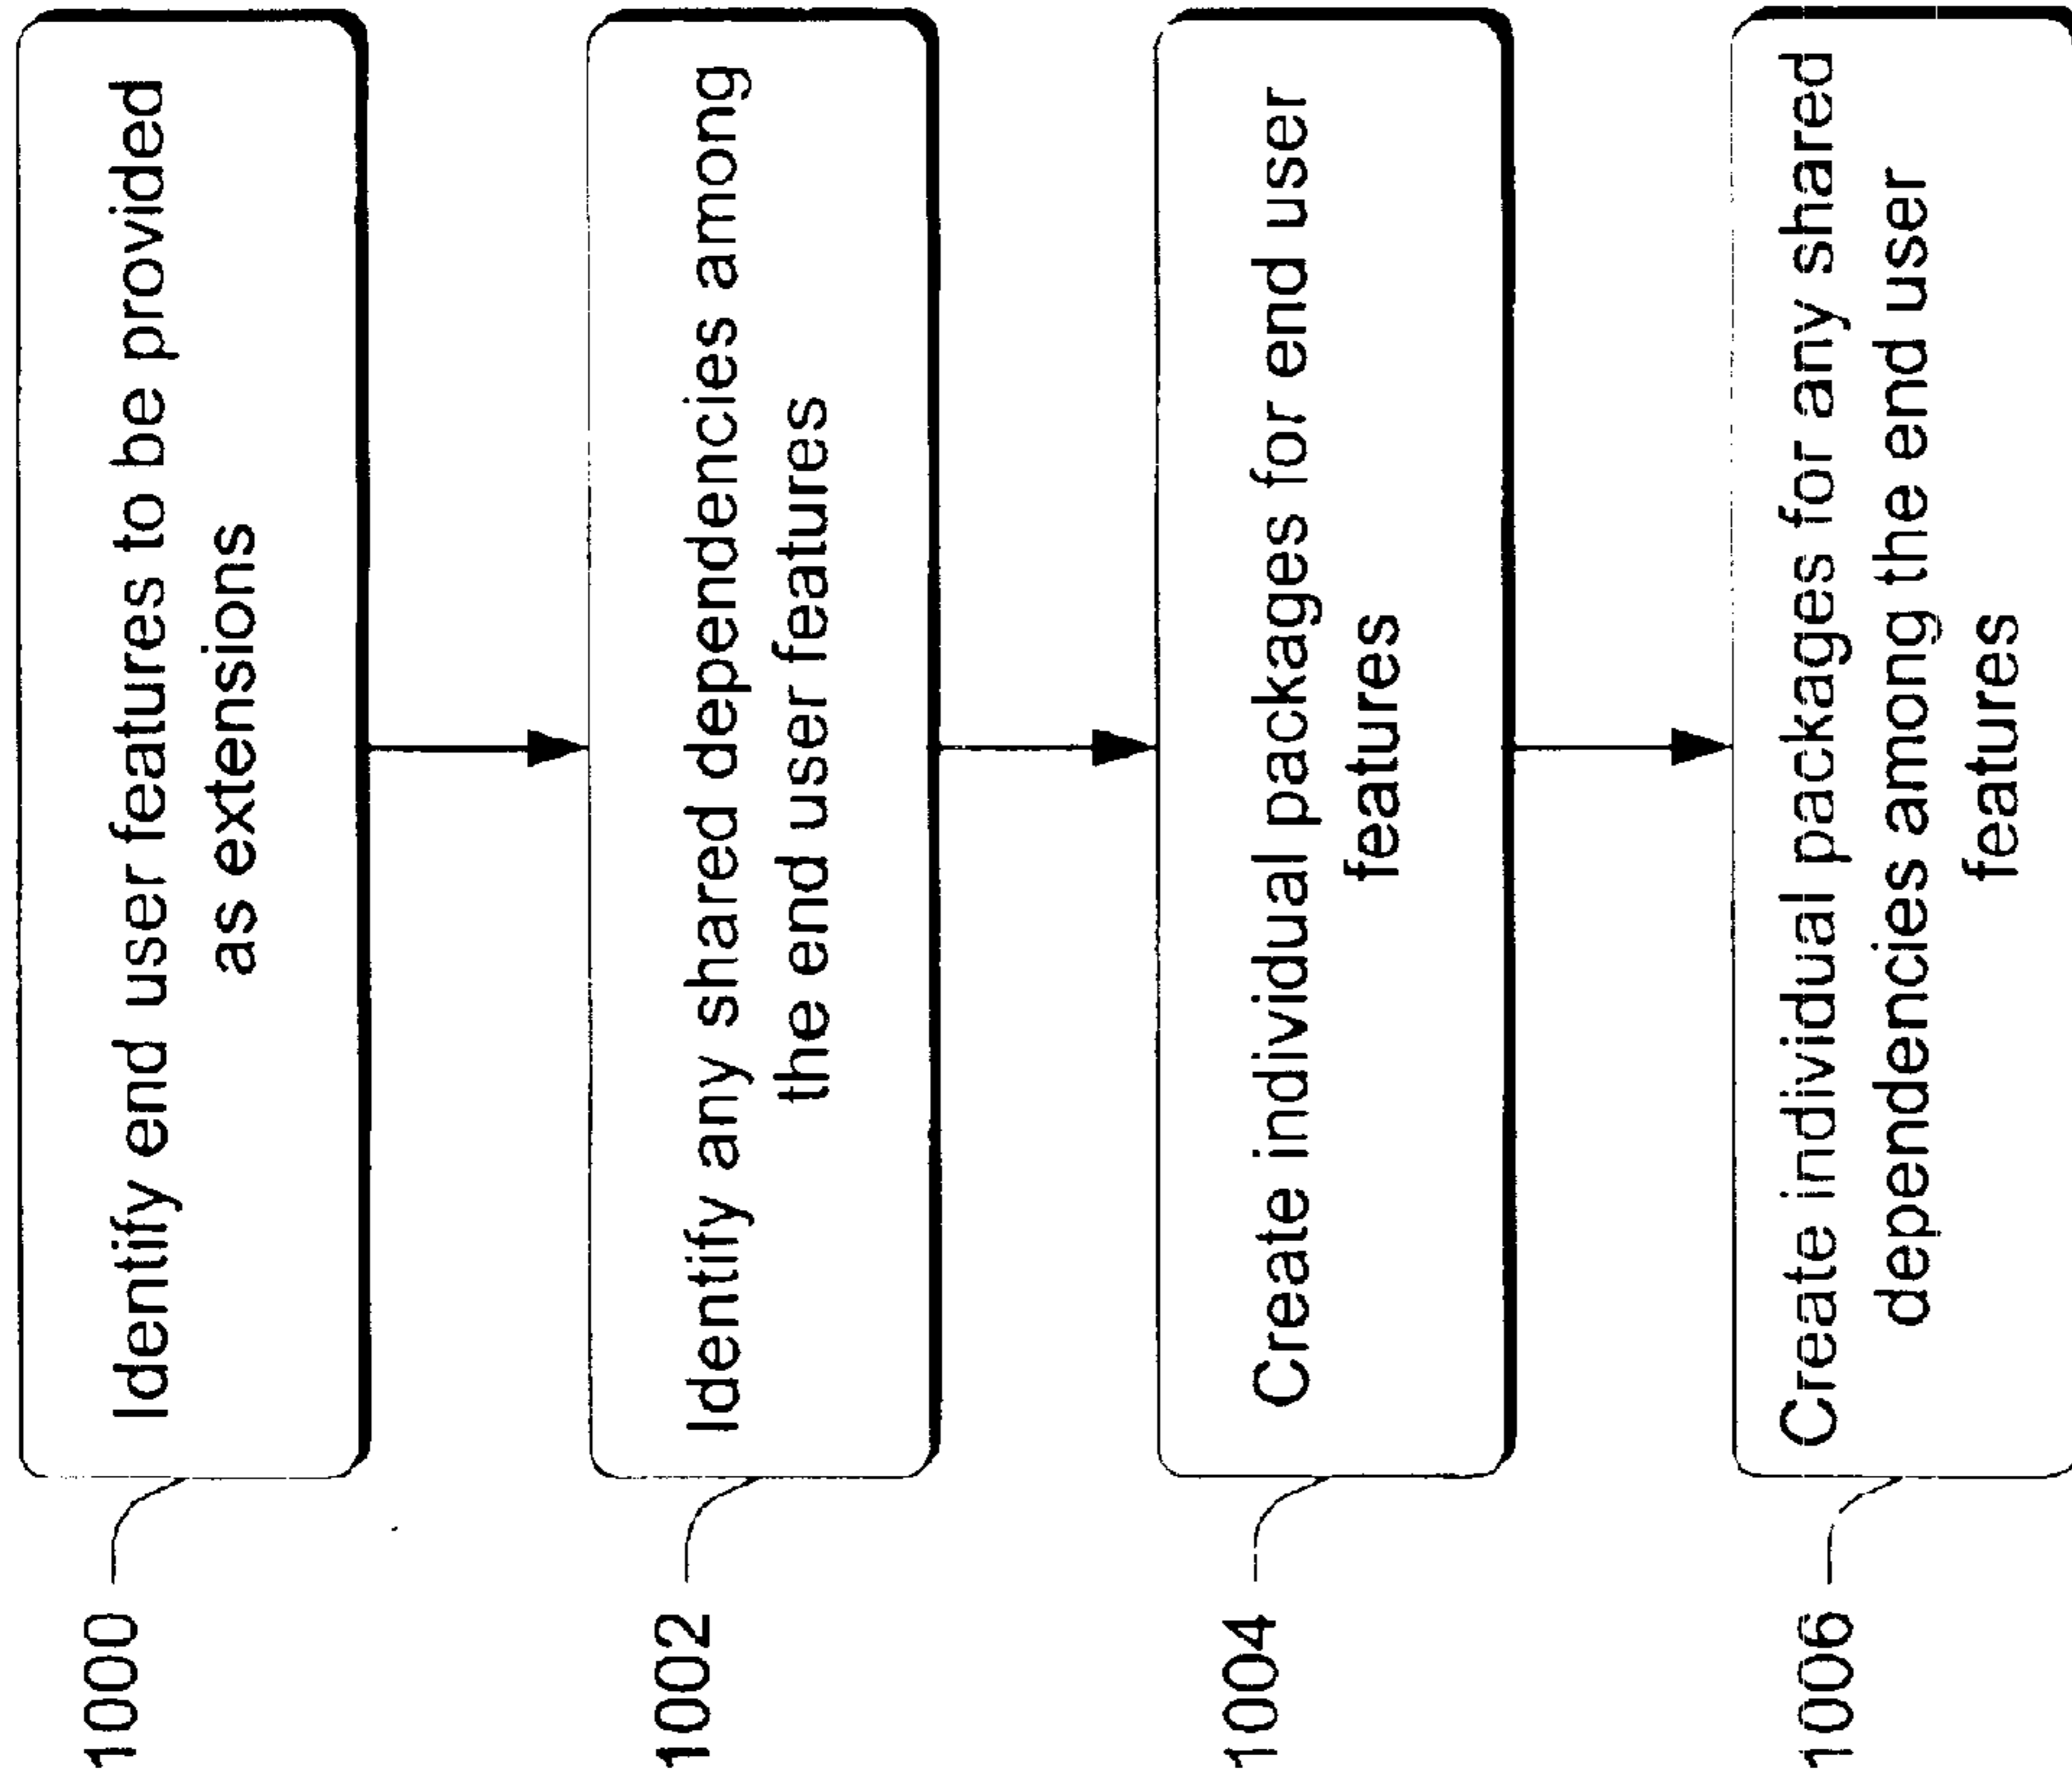 1000
Identify end user features to be provided
as extensions
1002
Identify any shared dependencies among
the end user features
1004
Create individual packages for end user
features
1006
Create individual packages for any shared
dependencies among the end user
features